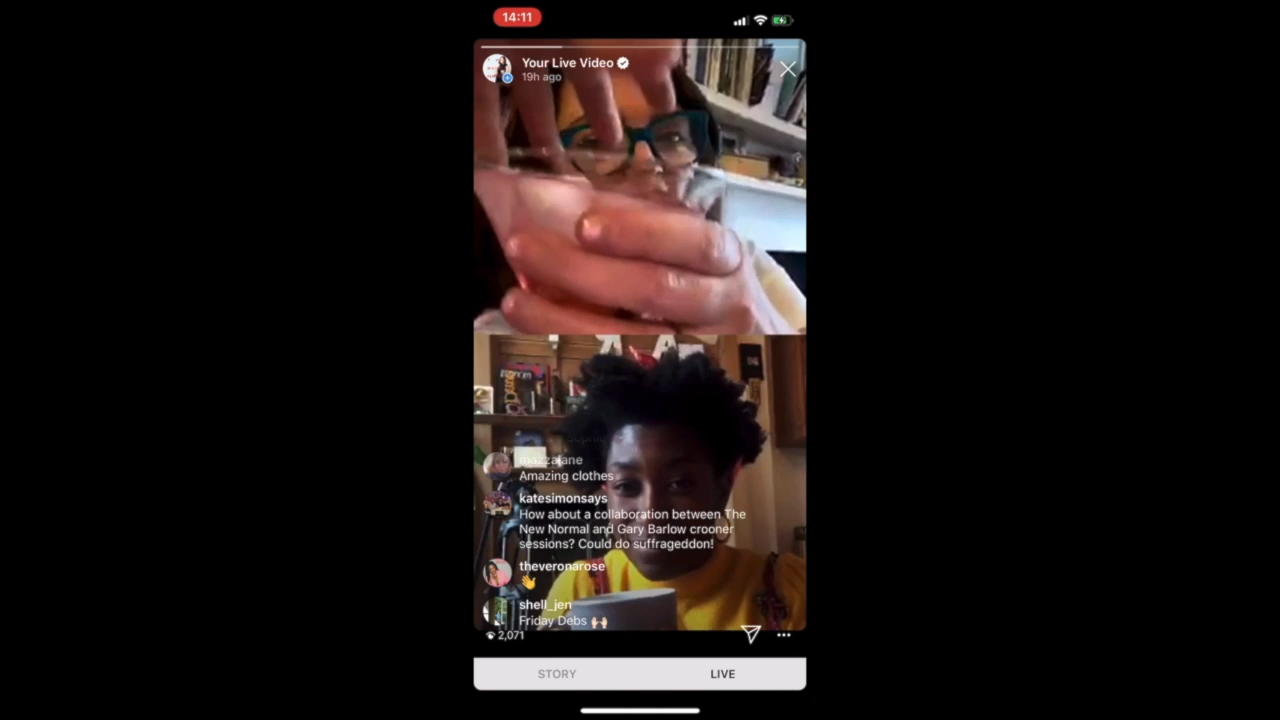 14:11
Your Live Video
19h ago
mazzajane
Amazing clothes
katesimonsays
How about a collaboration between The
New Normal and Gary Barlow crooner
sessions? Could do suffrageddon!
theveronarose
👋
shell_jen
Friday Debs 🙌🏻
2,071
STORY
LIVE